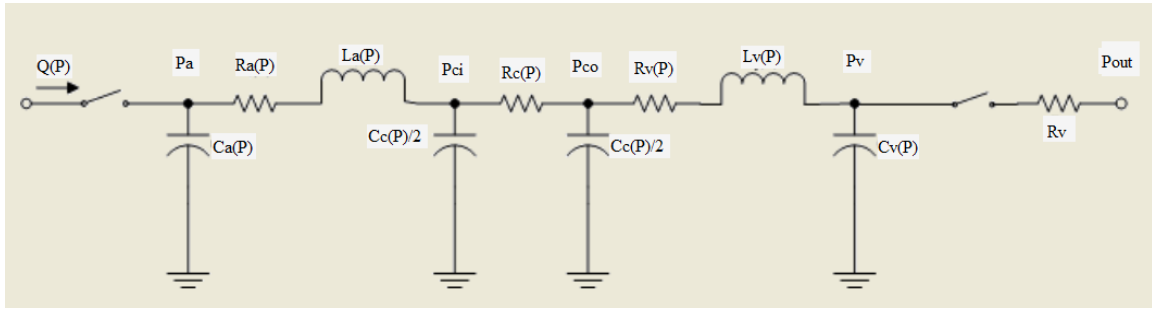 Q(P)
Pa
Ra(P)
La(P)
Pci
Rc(P)
Pco
Rv(P)
Lv(P)
Pv
Pout
Ca(P)
Cc(P)/2
Cc(P)/2
Cv(P)
Rv